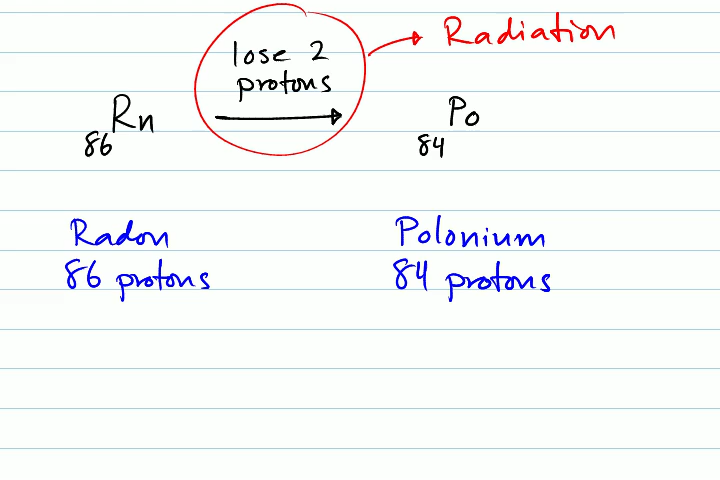 lose 2
protons
Radiation
86Rn
84Po
Radon
86 protons
Polonium
84 protons